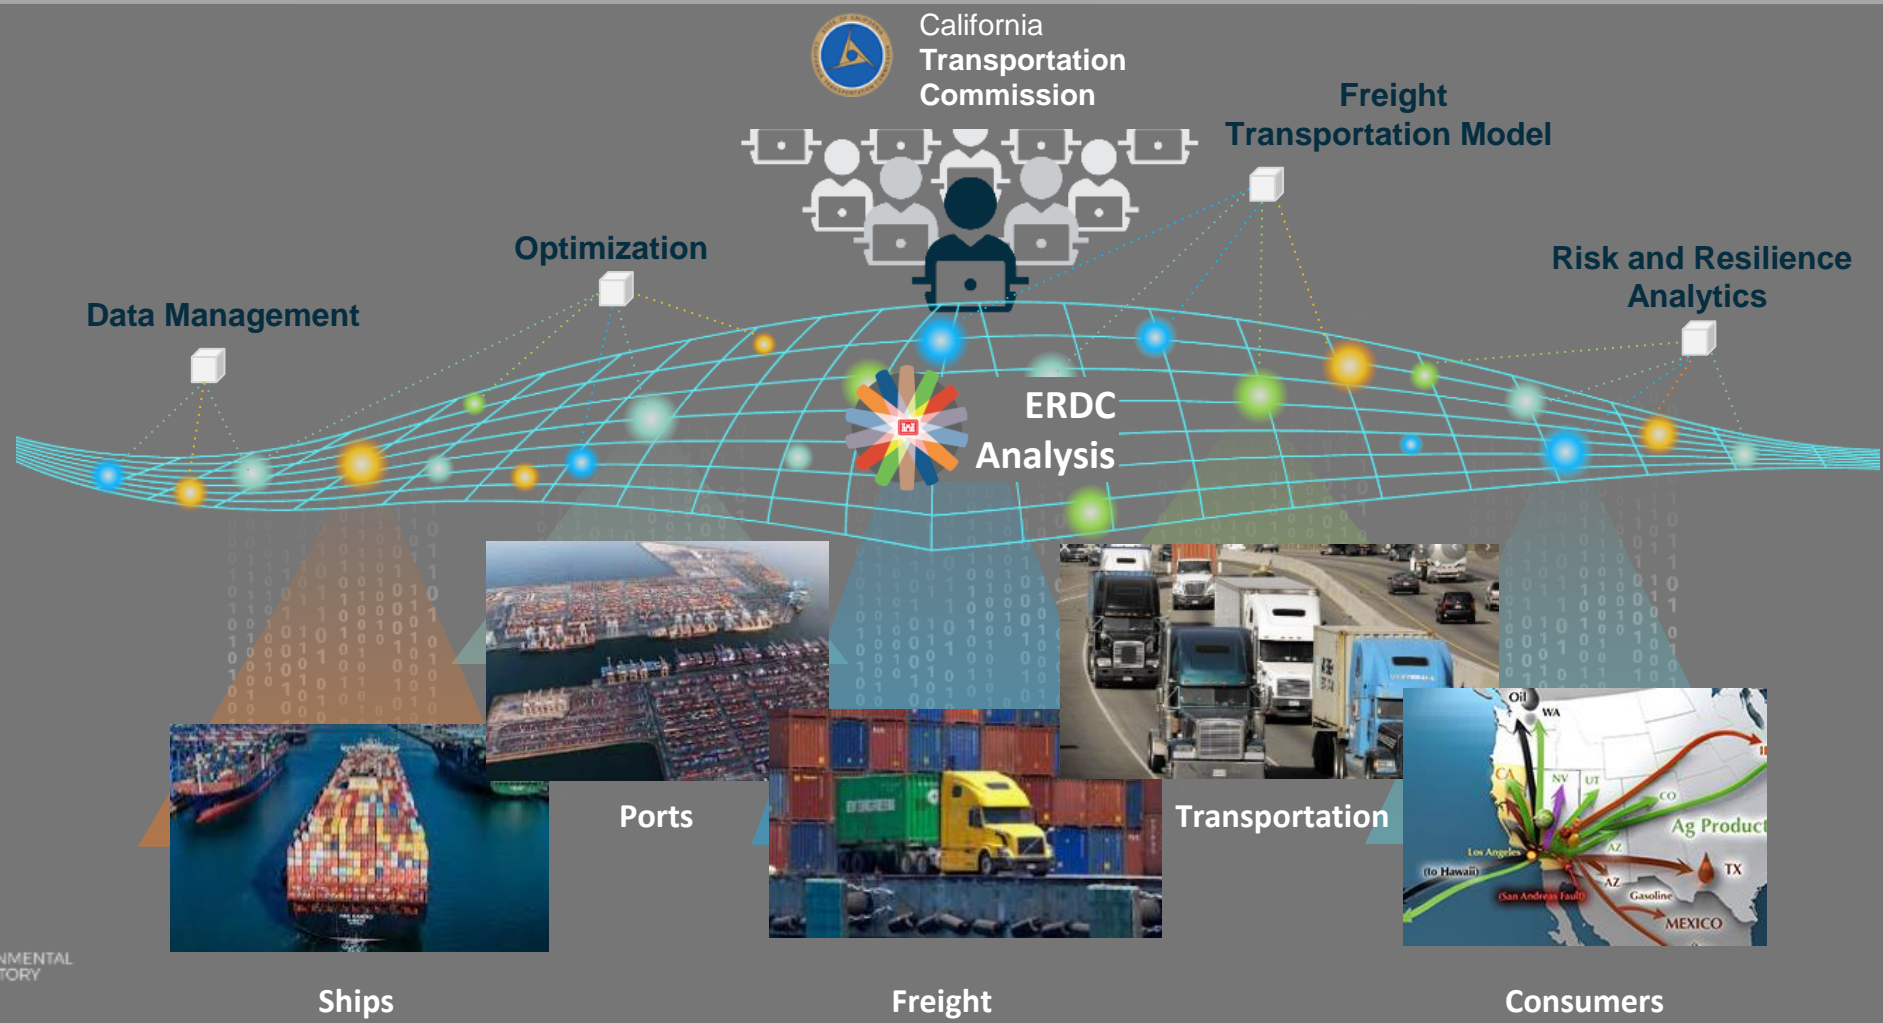 California
Transportation
Commission
Freight
Transportation Model
Optimization
Risk and Resilience
Analytics
Data Management
ERDC
Analysis
Oil
WA
CA
NV
UT
CO
Ag Product
Los Angeles
AZ
(to Hawaii)
AZ
TX
(San Andreas Fault)
Gasoline
MEXICO
EVERGREEN
Ports
Transportation
NMENTAL
TORY
Ships
Freight
Consumers